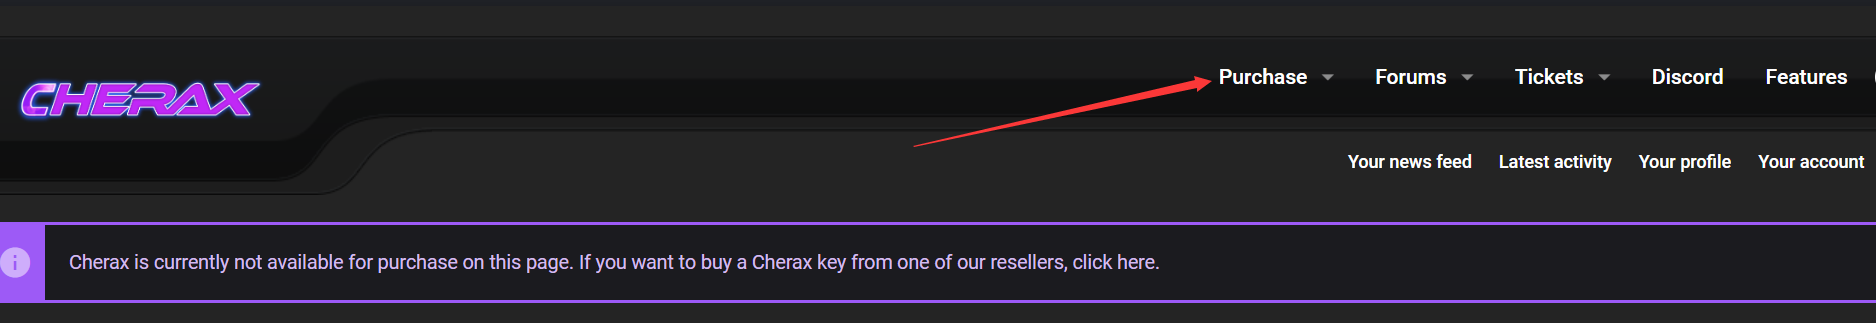 CHERAX
Purchase Forums Tickets Discord Features
Your news feed Latest activity Your profile Your account
Cherax is currently not available for purchase on this page. If you want to buy a Cherax key from one of our resellers, click here.